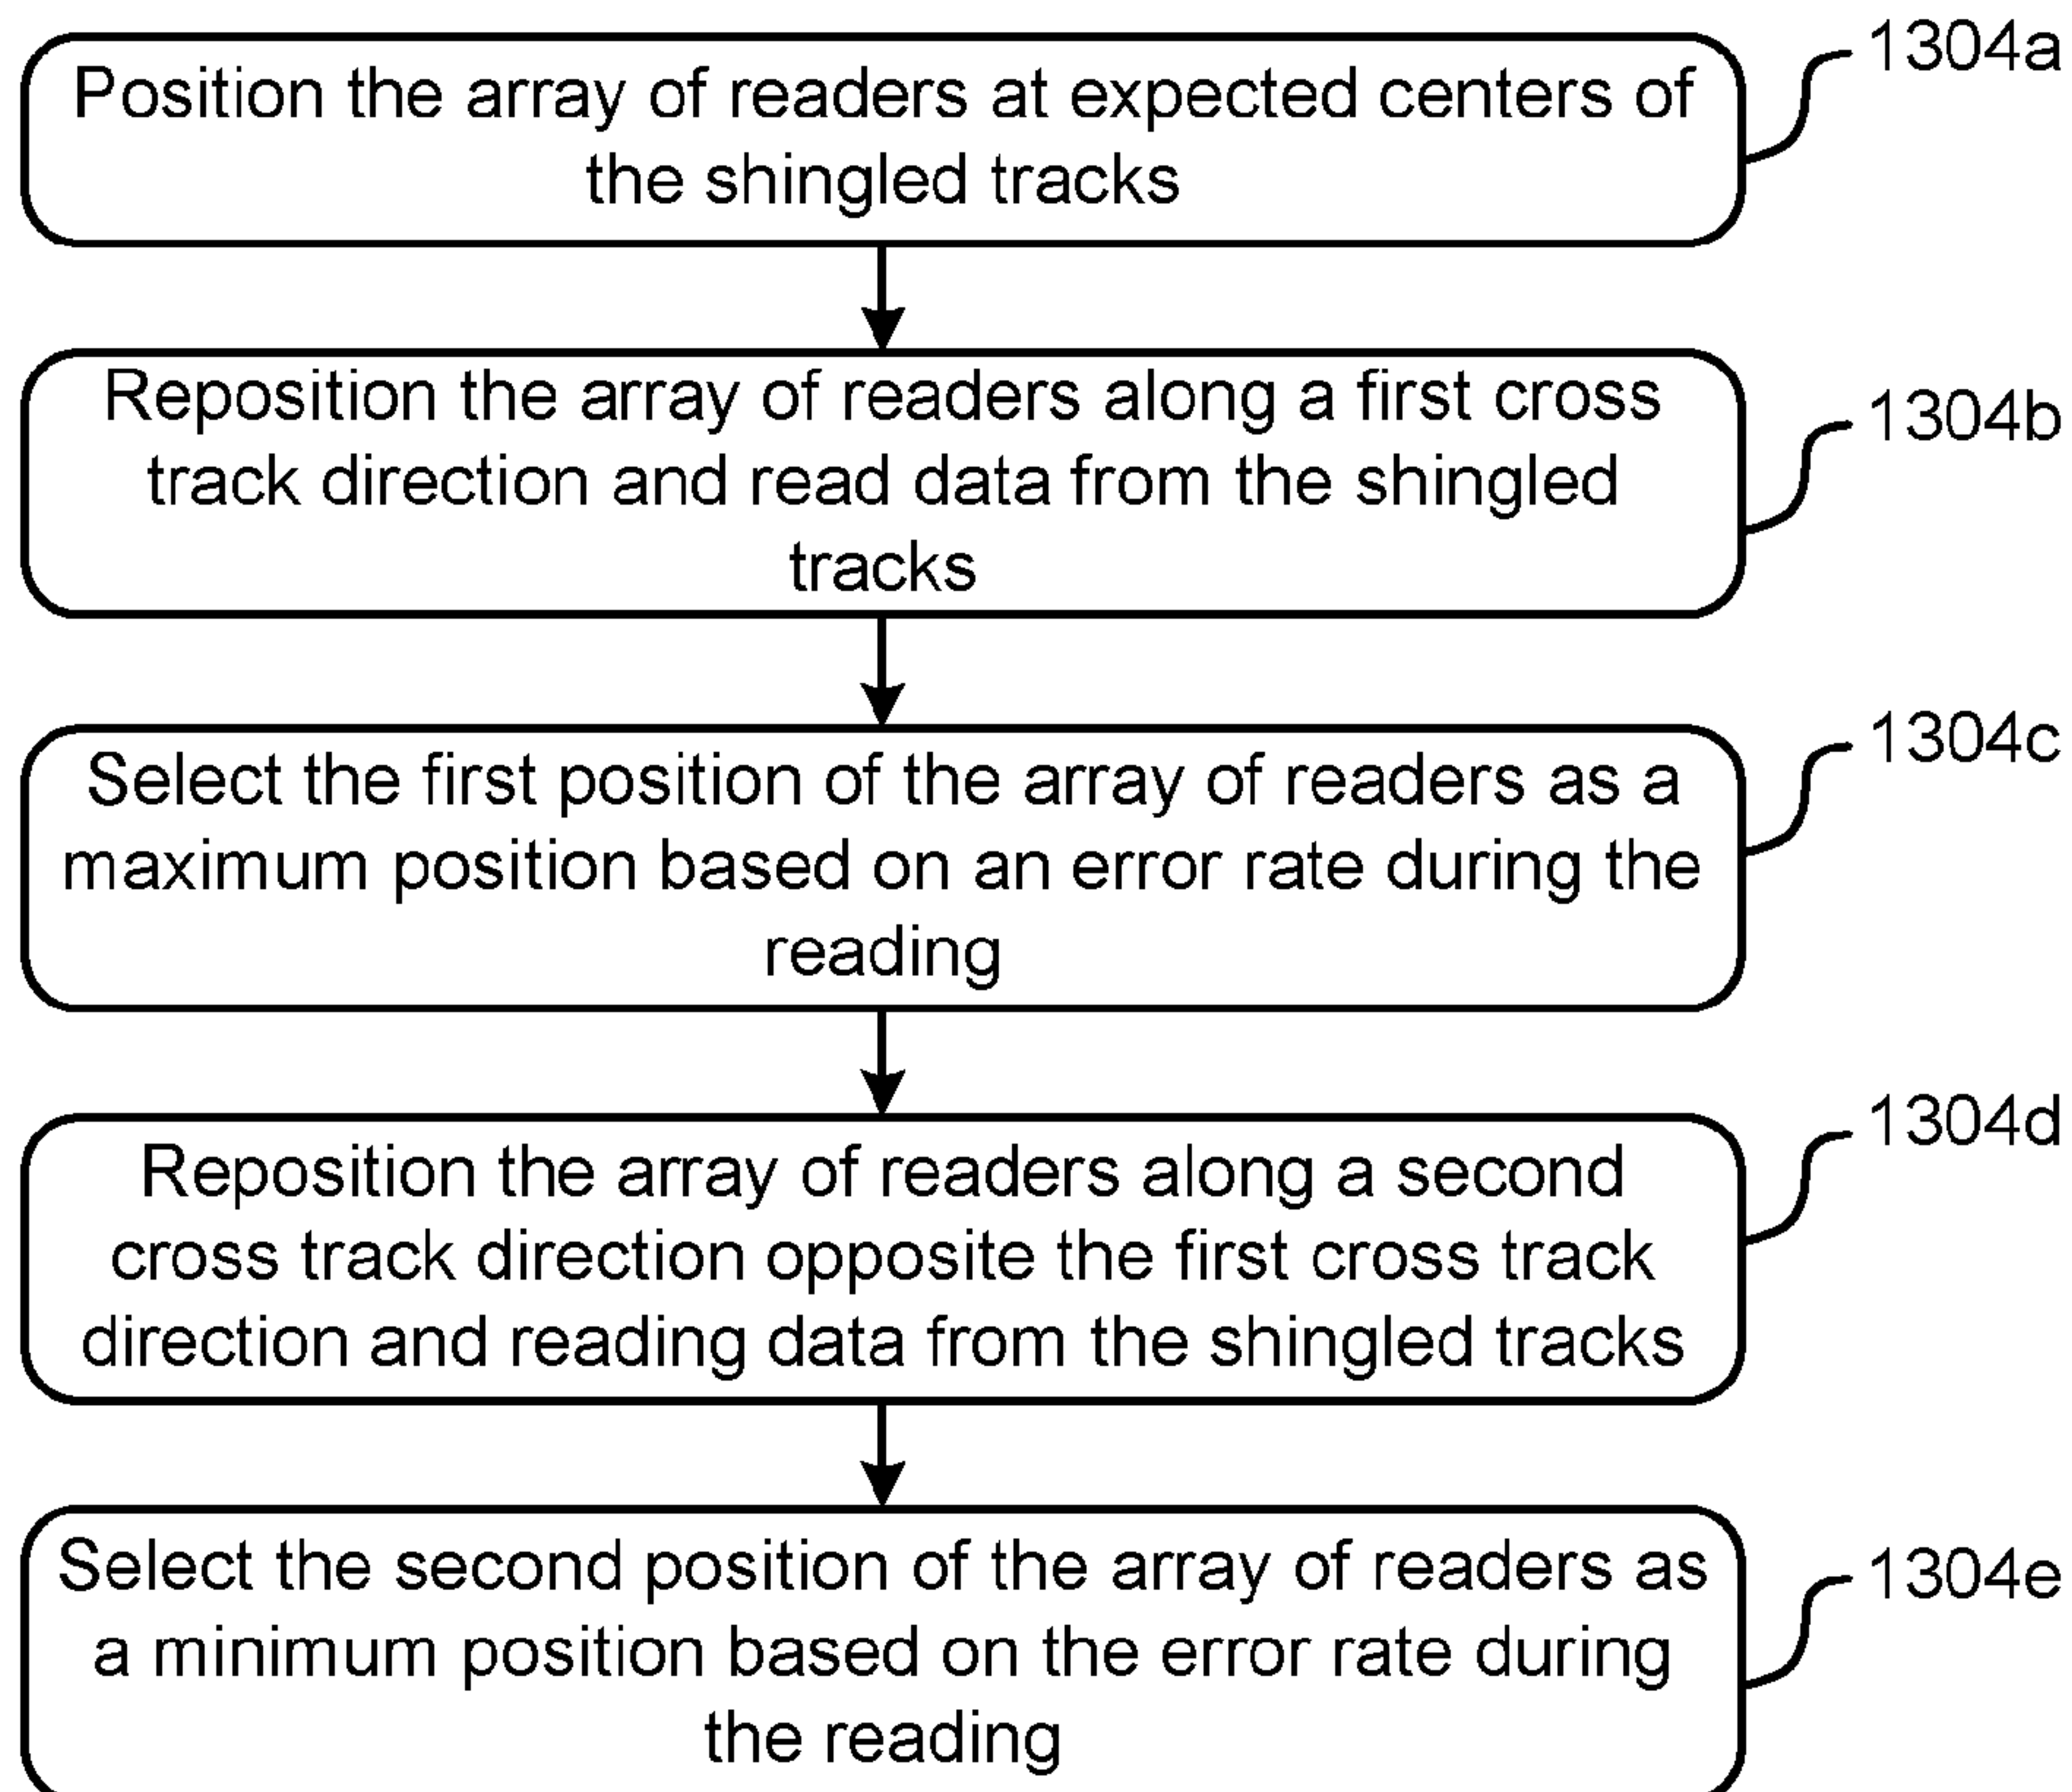 1304a
Position the array of readers at expected centers of
the shingled tracks
1304b
Reposition the array of readers along a first cross
track direction and read data from the shingled
tracks
1304c
Select the first position of the array of readers as a
maximum position based on an error rate during the
reading
1304d
Reposition the array of readers along a second
cross track direction opposite the first cross track
direction and reading data from the shingled tracks
1304e
Select the second position of the array of readers as
a minimum position based on the error rate during
the reading